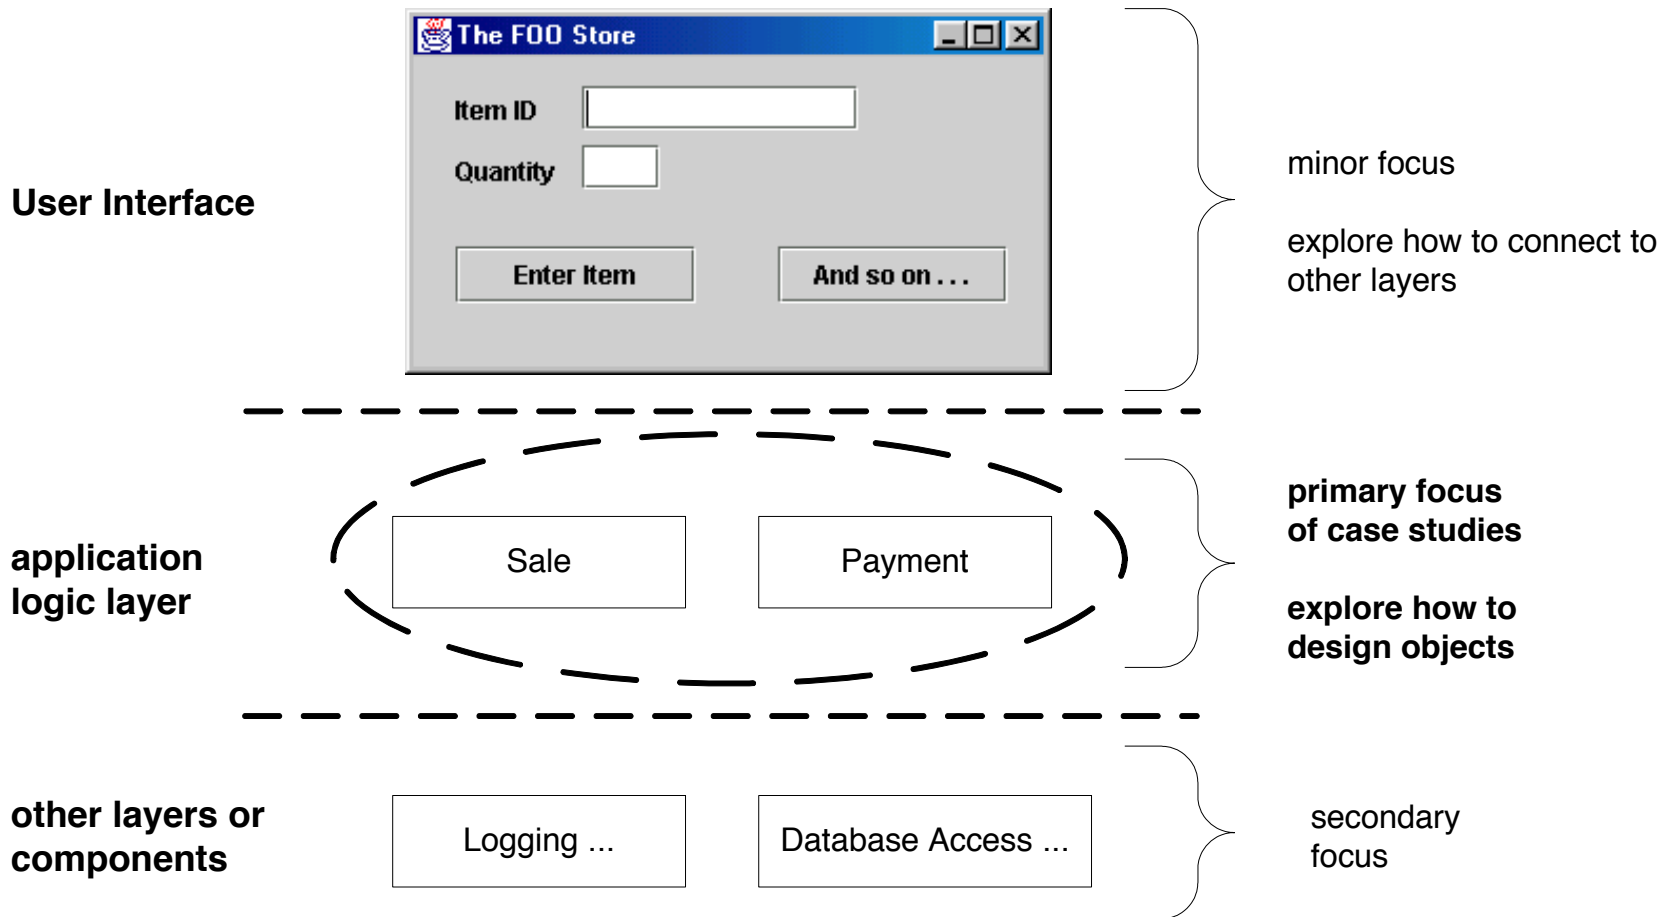 The FOO Store
Item ID
Quantity
User Interface
Enter Item
And so on . . .
minor focus
explore how to connect to
other layers
application
logic layer
Sale
Payment
primary focus
of case studies
explore how to
design objects
other layers or
components
Logging ...
Database Access ...
secondary
focus